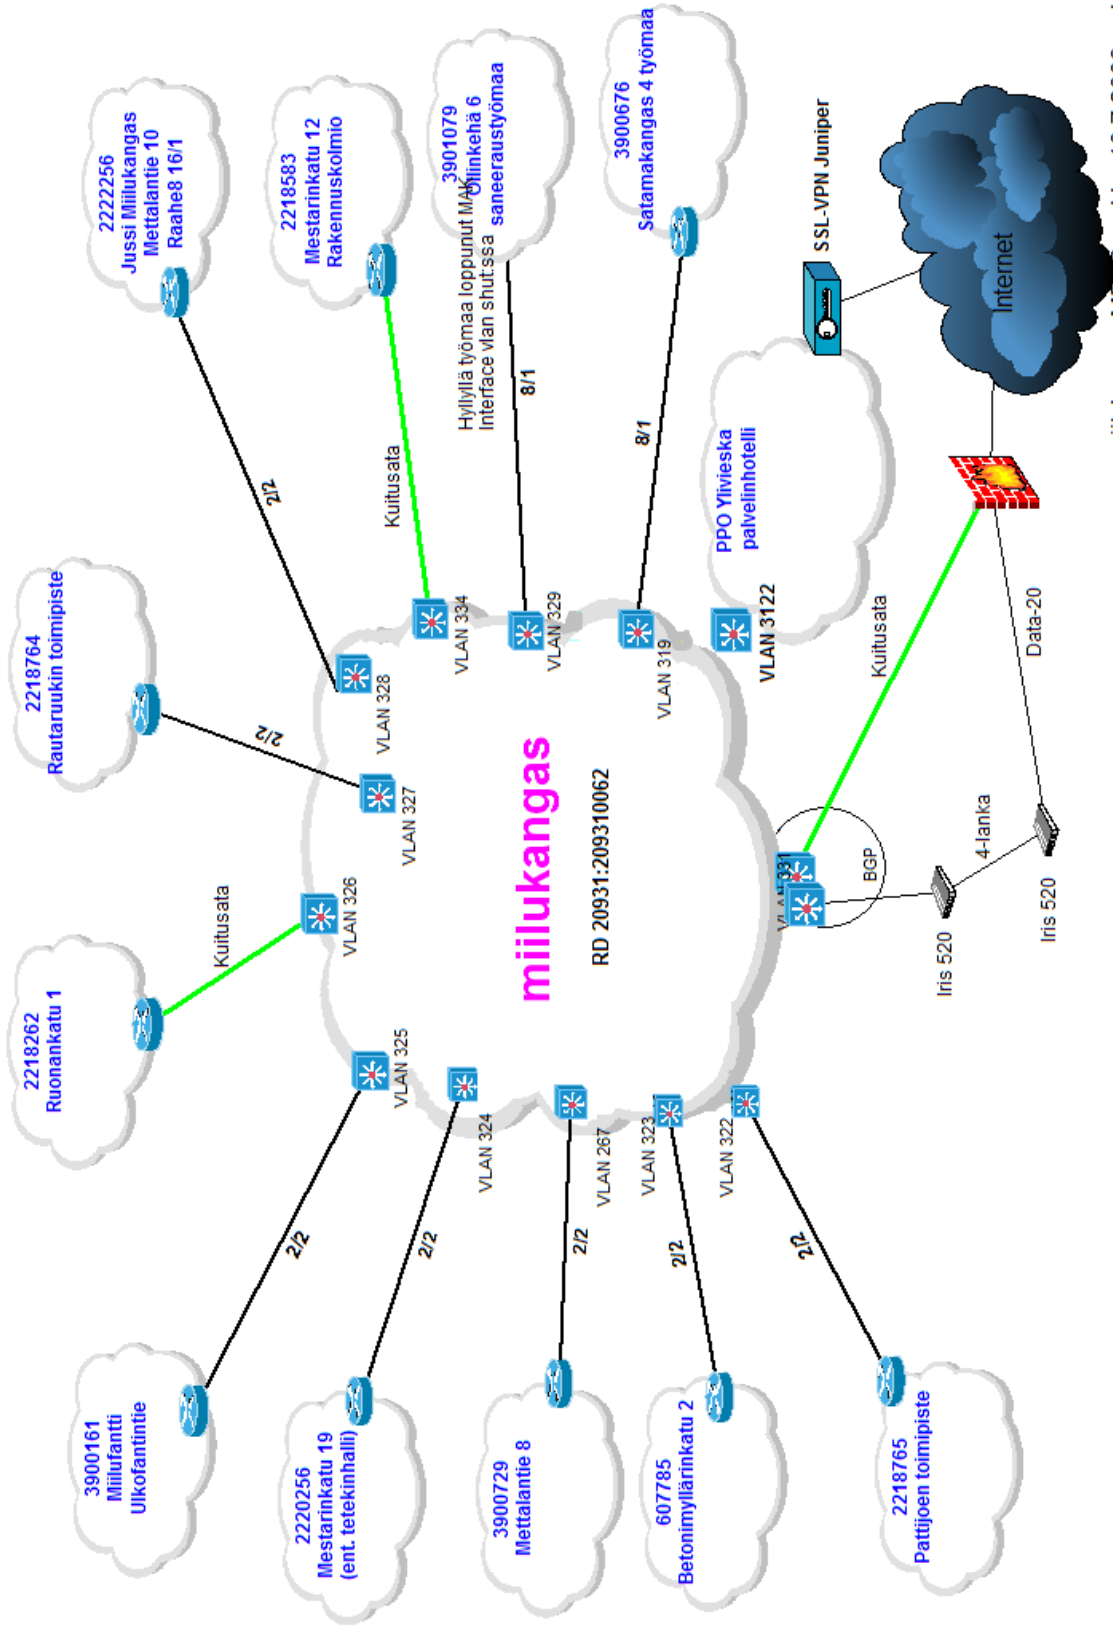 3900161
Miilufantti
Ulkofantintie
2/2
VLAN 325
2218262
Ruonankatu 1
Kuitusata
VLAN 326
2218764
Rautaruukin toimipiste
2/2
VLAN 327
2222256
Jussi Miilukangas
Mettalantie 10
Raahe8 16/1
2/2
VLAN 328
2218583
Mestarinkatu 12
Rakennuskolmio
Kuitusata
VLAN 334
3901079
Ollinkehä 6
saneeraustyömaa
Hyllyllä työmaa loppunut MAK
Interface vlan shut:ssa
8/1
VLAN 329
3900676
Satamakangas 4 työmaa
8/1
VLAN 319
2220256
Mestarinkatu 19
(ent. tetekinhalli)
2/2
VLAN 324
miilukangas
RD 20931:209310062
3900729
Mettalantie 8
2/2
VLAN 267
607785
Betonimyllärinkatu 2
2/2
VLAN 323
2218765
Pattijoen toimipiste
2/2
VLAN 322
PPO Ylivieska
palvelinhotelli
VLAN 3122
SSL-VPN Juniper
VLAN 331
BGP
Kuitusata
Internet
Iris 520
4-lanka
Iris 520
Data-20